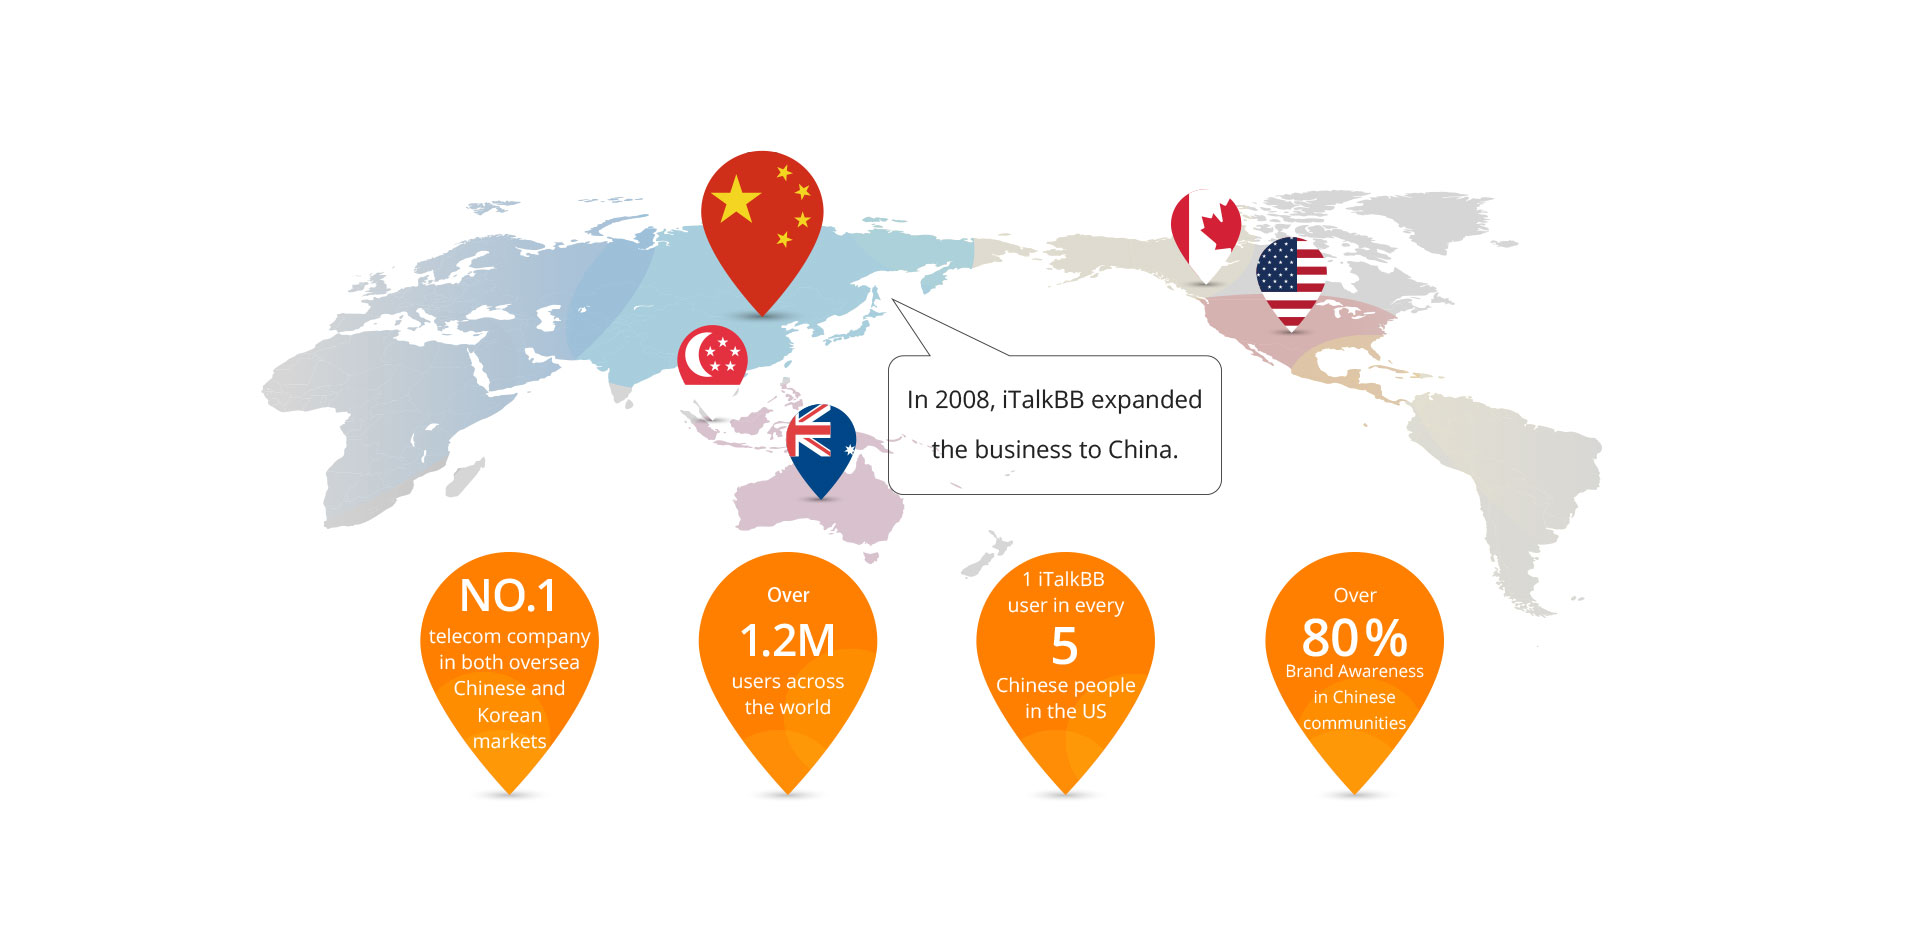 In 2008, iTalkBB expanded
the business to China.
NO.1
telecom company
in both oversea
Chinese and
Korean
markets
Over
1.2M
users across
the world
1 iTalkBB
user in every
5
Chinese people
in the US
Over
80%
Brand Awareness
in Chinese
communities